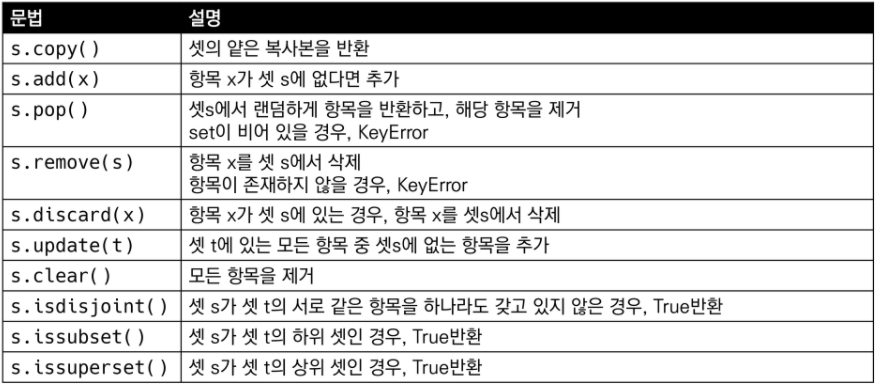 문법 설명
s.copy() 셋의 얕은 복사본을 반환
s.add(x) 항목 x가 셋 s에 없다면 추가
s.pop() 셋s에서 랜덤하게 항목을 반환하고, 해당 항목을 제거
set이 비어 있을 경우, KeyError
s.remove(s) 항목 x를 셋 s에서 삭제
항목이 존재하지 않을 경우, KeyError
s.discard(x) 항목 x가 셋 s에 있는 경우, 항목 x를 셋s에서 삭제
s.update(t) 셋 t에 있는 모든 항목 중 셋s에 없는 항목을 추가
s.clear() 모든 항목을 제거
s.isdisjoint() 셋 s가 셋 t의 서로 같은 항목을 하나라도 갖고 있지 않은 경우, True반환
s.issubset() 셋 s가 셋 t의 하위 셋인 경우, True반환
s.issuperset() 셋 s가 셋 t의 상위 셋인 경우, True반환